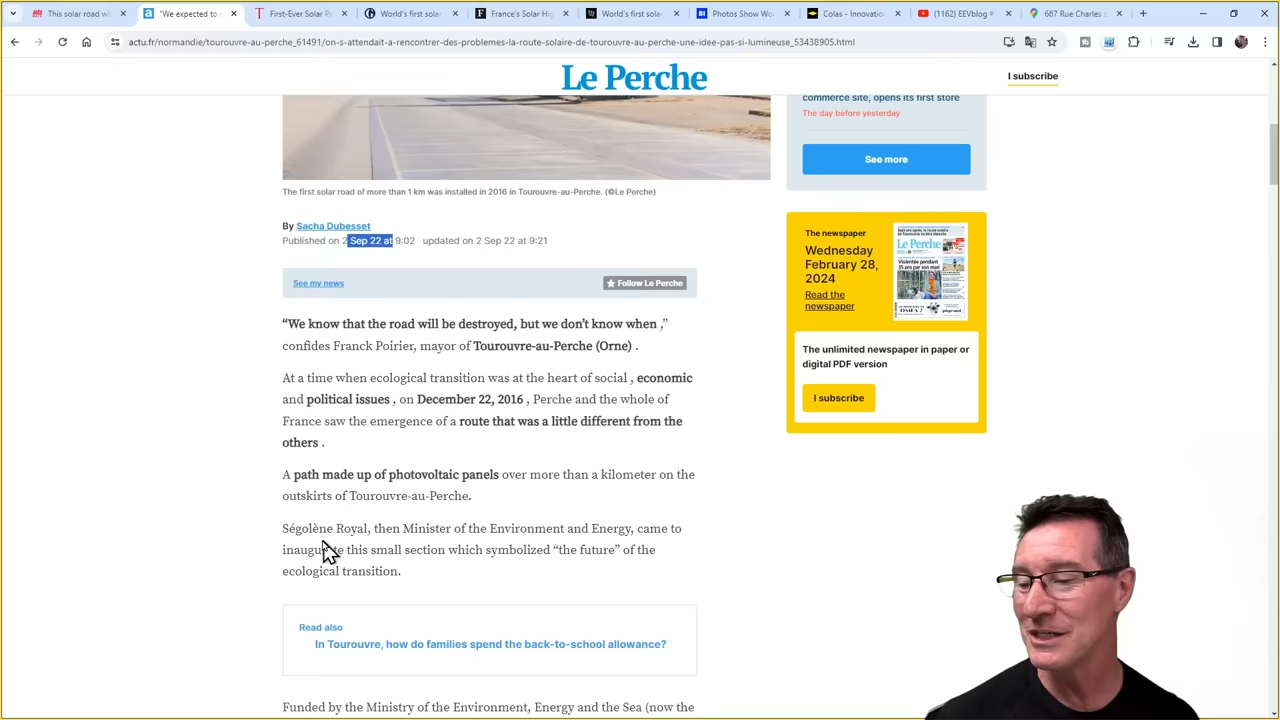 This solar road w
"We expected to
First-Ever Solar P
World's first sola
France's Solar Hig
World's first sola
Photos Show Wo
Colas - Innovatio
(1162) EEVblog #
667 Rue Charles d
actu.fr/normandie/tourouvre-au-perche_61491/on-s-attendait-a-rencontrer-des-problemes-la-route-solaire-de-tourouvre-au-perche-une-idee-pas-si-lumineuse_53438905.html
Le Perche
I subscribe
The first solar road of more than 1 km was installed in 2016 in Tourouvre-au-Perche. (©Le Perche)
By Sacha Dubesset
Published on 2 Sep 22 at 9:02 updated on 2 Sep 22 at 9:21
See my news
Follow Le Perche
“We know that the road will be destroyed, but we don’t know when ,”
confides Franck Poirier, mayor of Tourouvre-au-Perche (Orne) .
At a time when ecological transition was at the heart of social , economic
and political issues , on December 22, 2016 , Perche and the whole of
France saw the emergence of a route that was a little different from the
others .
A path made up of photovoltaic panels over more than a kilometer on the
outskirts of Tourouvre-au-Perche.
Ségolène Royal, then Minister of the Environment and Energy, came to
inaugurate this small section which symbolized “the future” of the
ecological transition.
Read also
In Tourouvre, how do families spend the back-to-school allowance?
Funded by the Ministry of the Environment, Energy and the Sea (now the
commerce site, opens its first store
The day before yesterday
See more
The newspaper
Wednesday
February 28,
2024
Read the
newspaper
Le Perche
The unlimited newspaper in paper or
digital PDF version
I subscribe